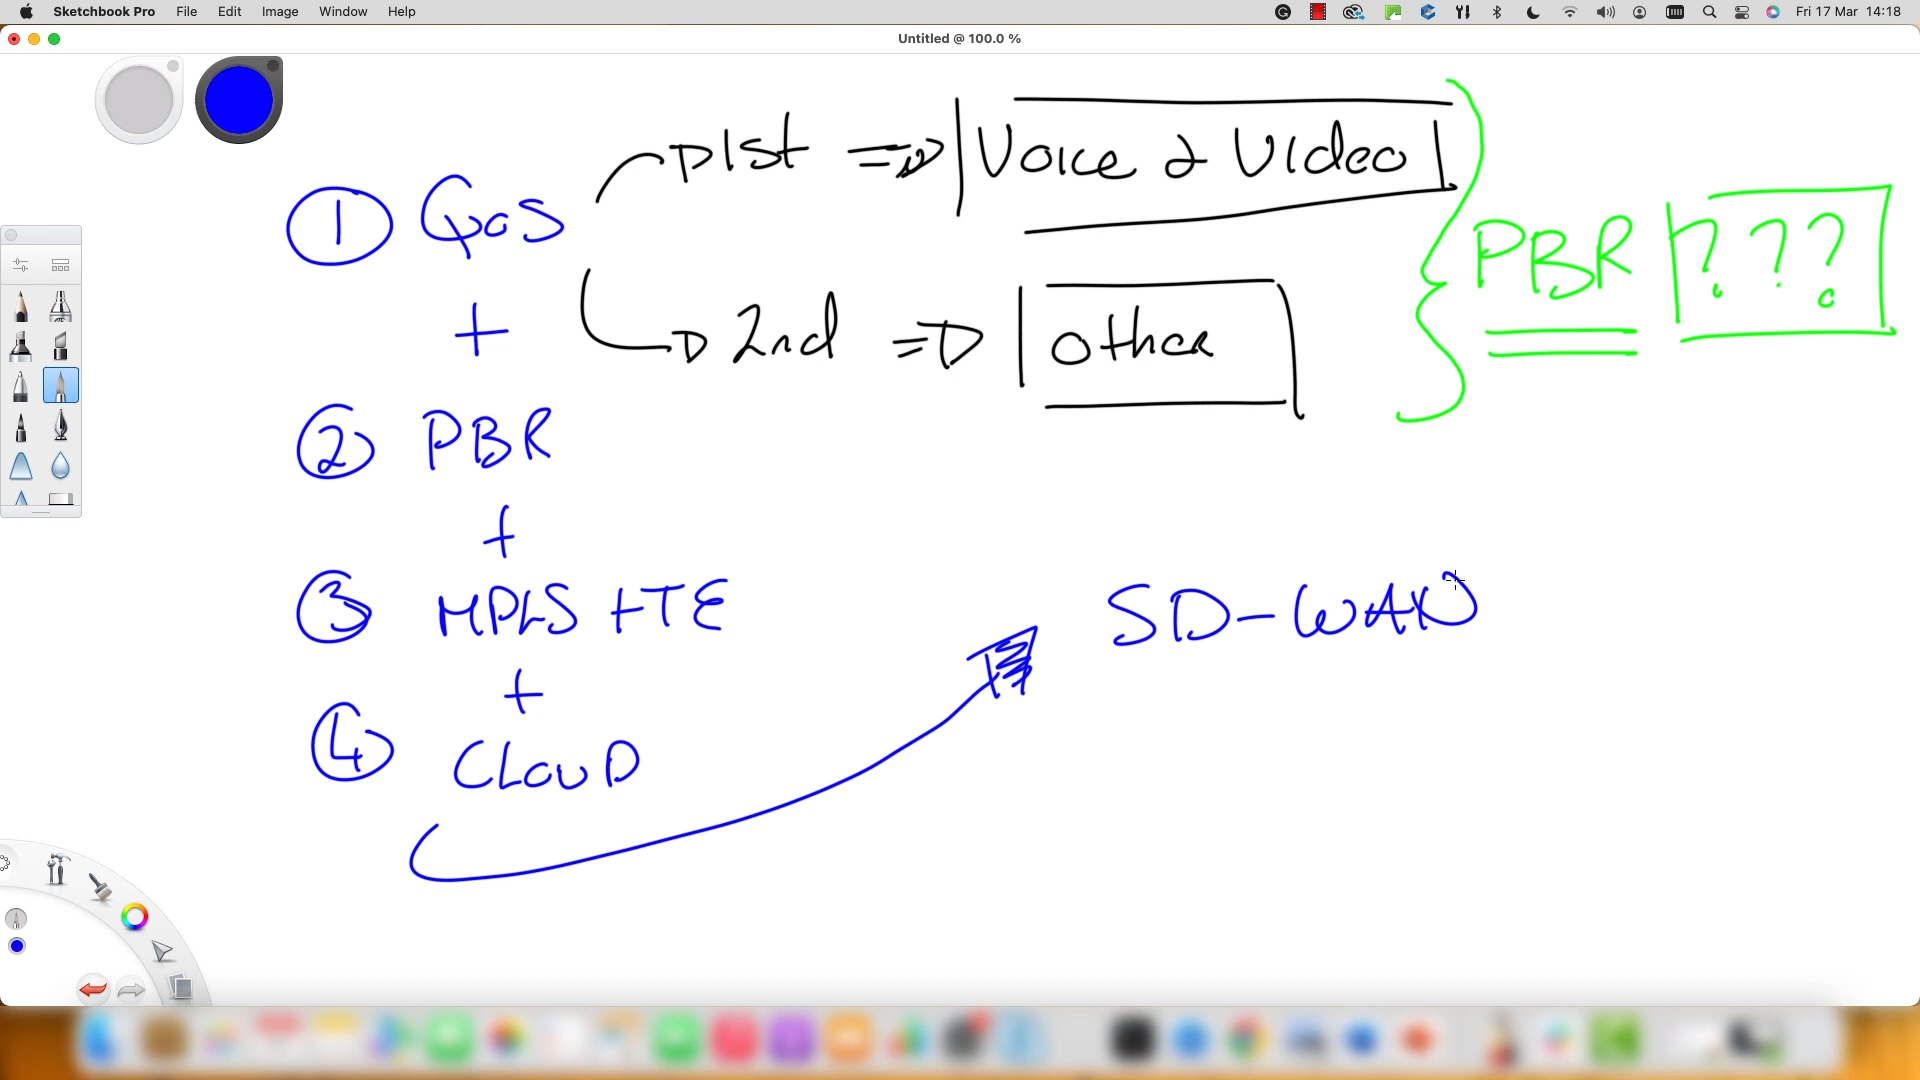 Sketchbook Pro File Edit Image Window Help Fri 17 Mar 14:18
Untitled @ 100.0 %
1st => Voice & Video
1 QoS
PBR ???
+
2nd => other
2 PBR
+
3 MPLS +TE
SD-WAN
+
4 CLOUD